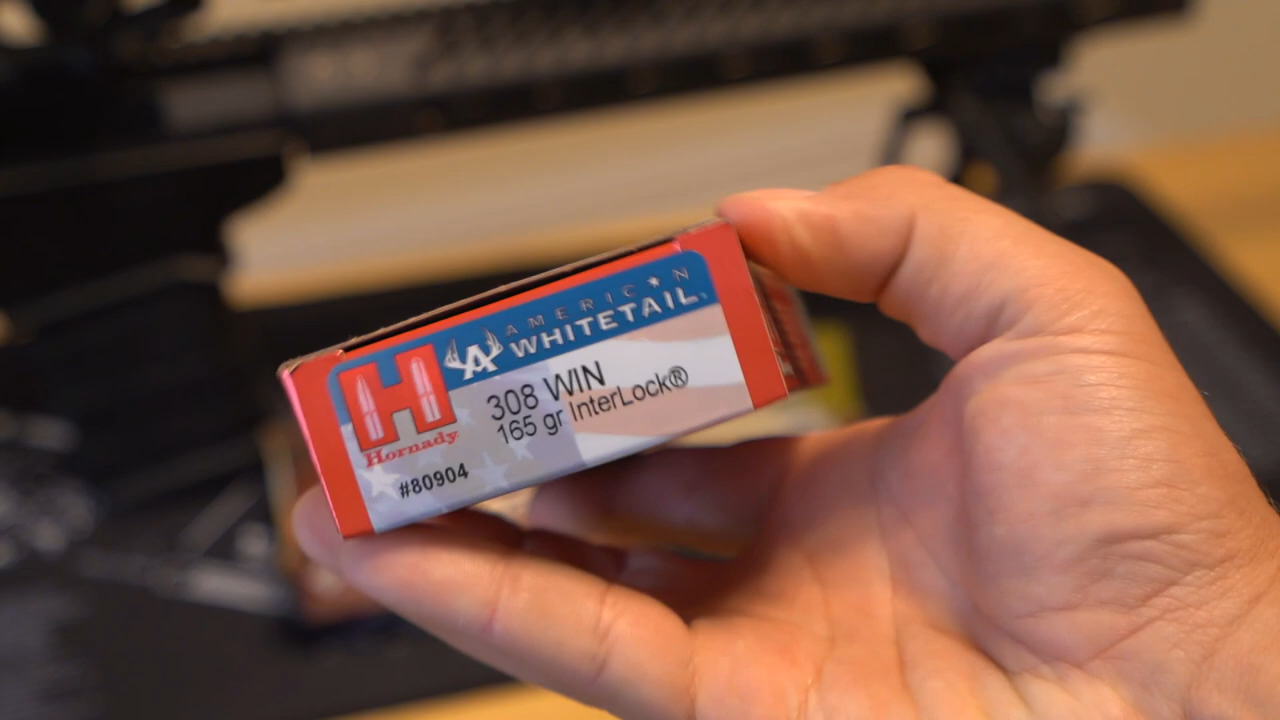 AMERICAN
WHITETAIL
H
Hornady
308 WIN
165 gr InterLock®
#80904